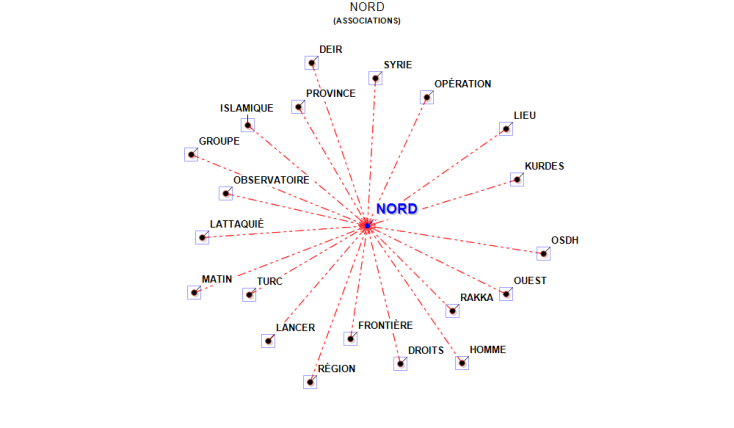 NORD
(ASSOCIATIONS)
DEIR
SYRIE
OPÉRATION
PROVINCE
ISLAMIQUE
LIEU
GROUPE
KURDES
OBSERVATOIRE
NORD
LATTAQUIÉ
OSDH
MATIN
TURC
OUEST
RAKKA
LANCER
FRONTIÈRE
DROITS
HOMME
RÉGION